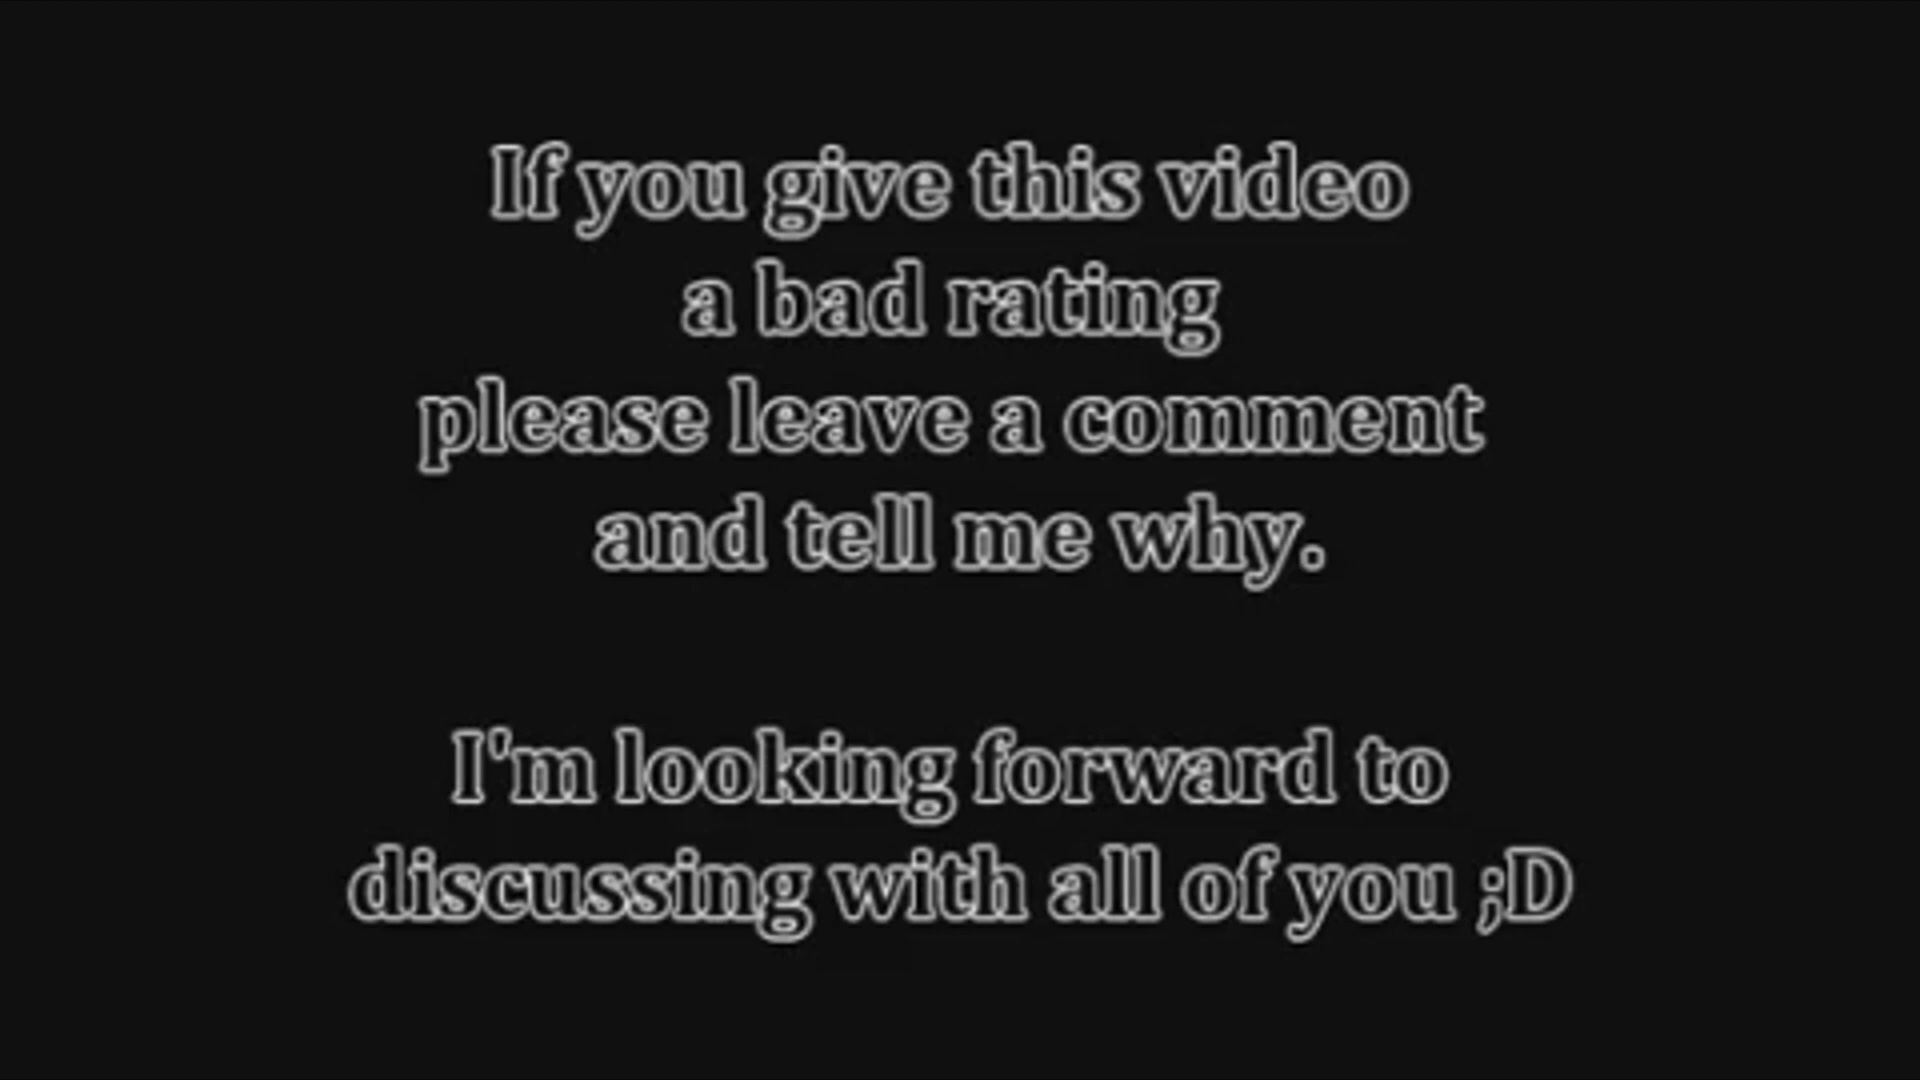 If you give this video
a bad rating
please leave a comment
and tell me why.
I'm looking forward to
discussing with all of you ;D